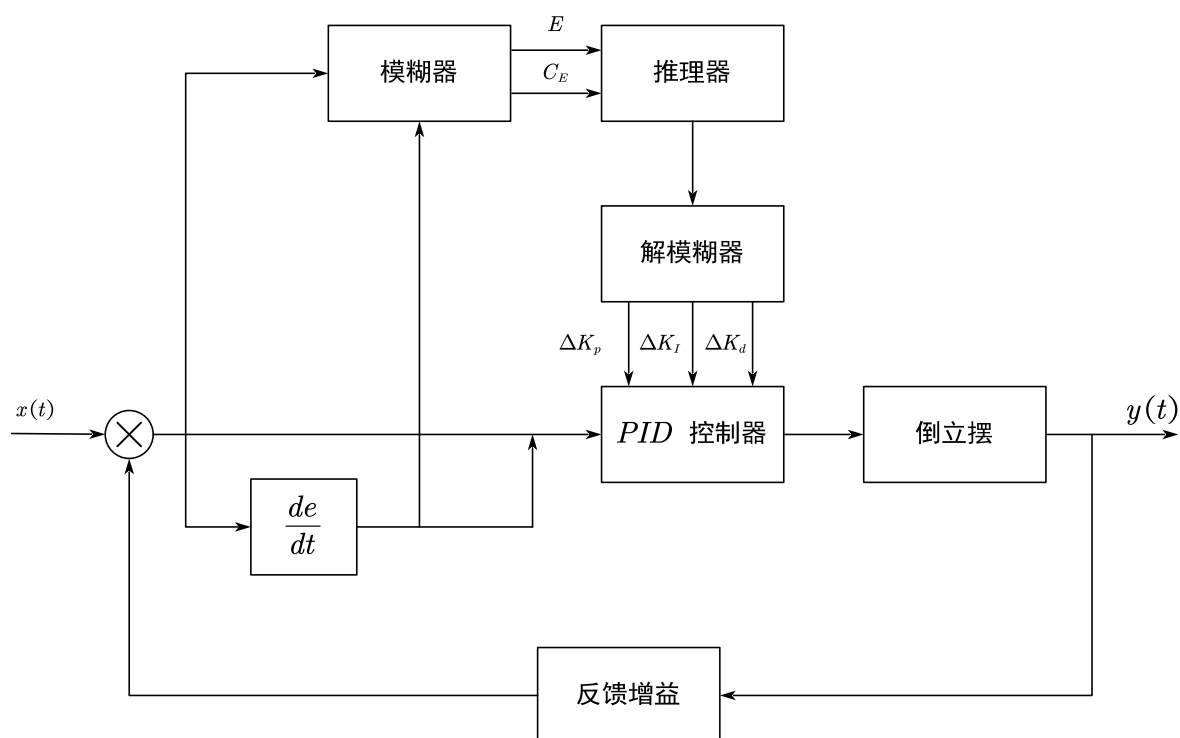 E
模糊器
推理器
C_E
解模糊器
ΔK_p
ΔK_I
ΔK_d
x(t)
PID 控制器
倒立摆
y(t)
de
dt
反馈增益